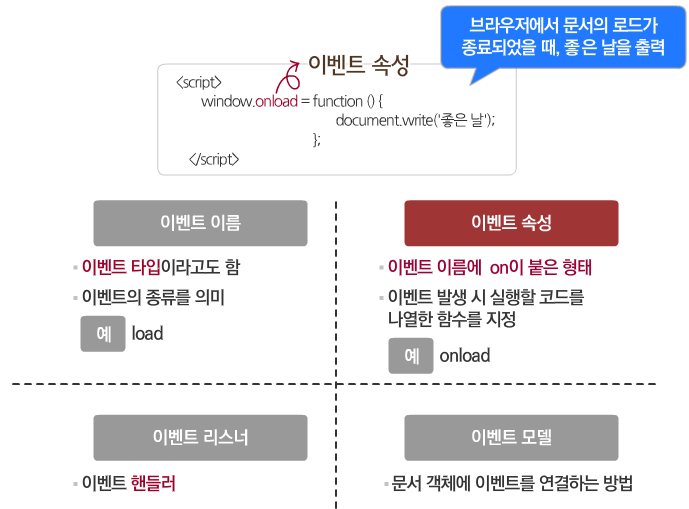 브라우저에서 문서의 로드가
종료되었을 때, 좋은 날을 출력
이벤트 속성
<script>
window.onload = function () {
document.write('좋은 날');
};
</script>
이벤트 이름
이벤트 타입이라고도 함
이벤트의 종류를 의미
예 load
이벤트 속성
이벤트 이름에 on이 붙은 형태
이벤트 발생 시 실행할 코드를
나열한 함수를 지정
예 onload
이벤트 리스너
이벤트 핸들러
이벤트 모델
문서 객체에 이벤트를 연결하는 방법